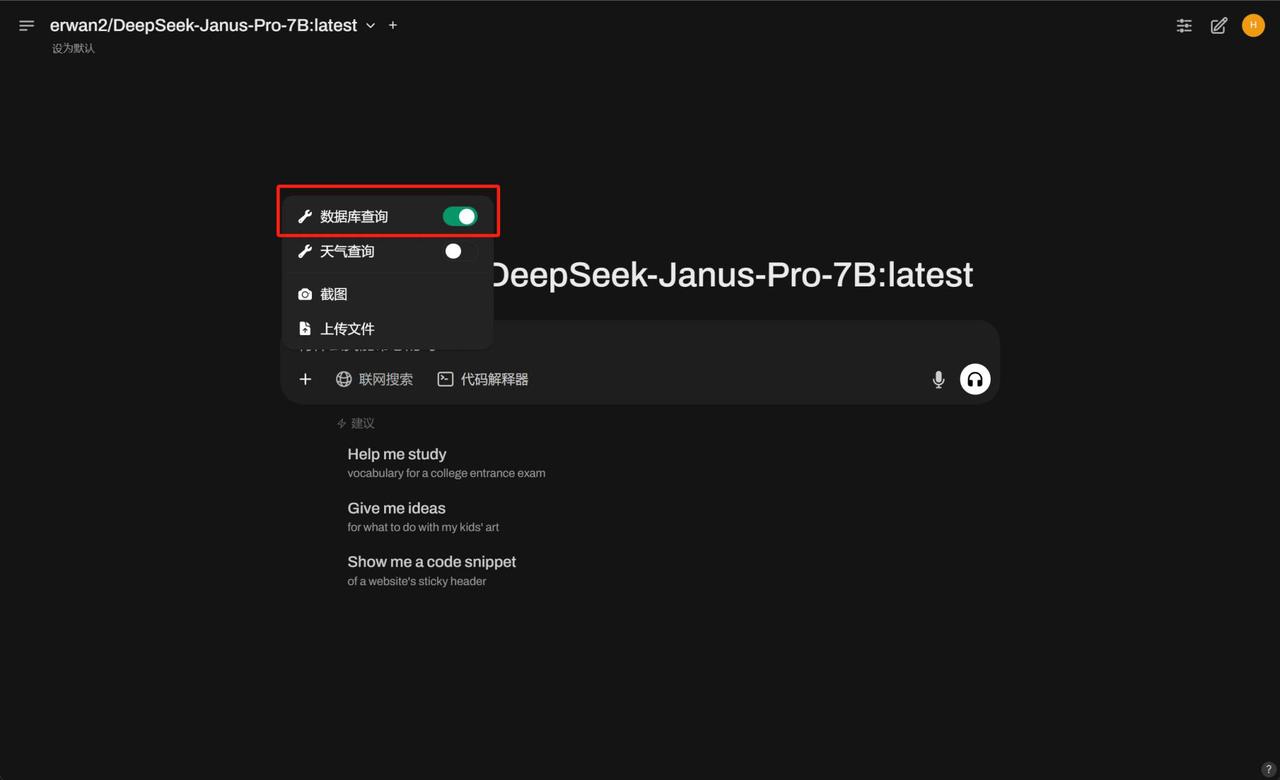 erwan2/DeepSeek-Janus-Pro-7B:latest
设为默认
H
数据库查询
天气查询
DeepSeek-Janus-Pro-7B:latest
截图
上传文件
联网搜索
代码解释器
建议
Help me study
vocabulary for a college entrance exam
Give me ideas
for what to do with my kids' art
Show me a code snippet
of a website's sticky header
?